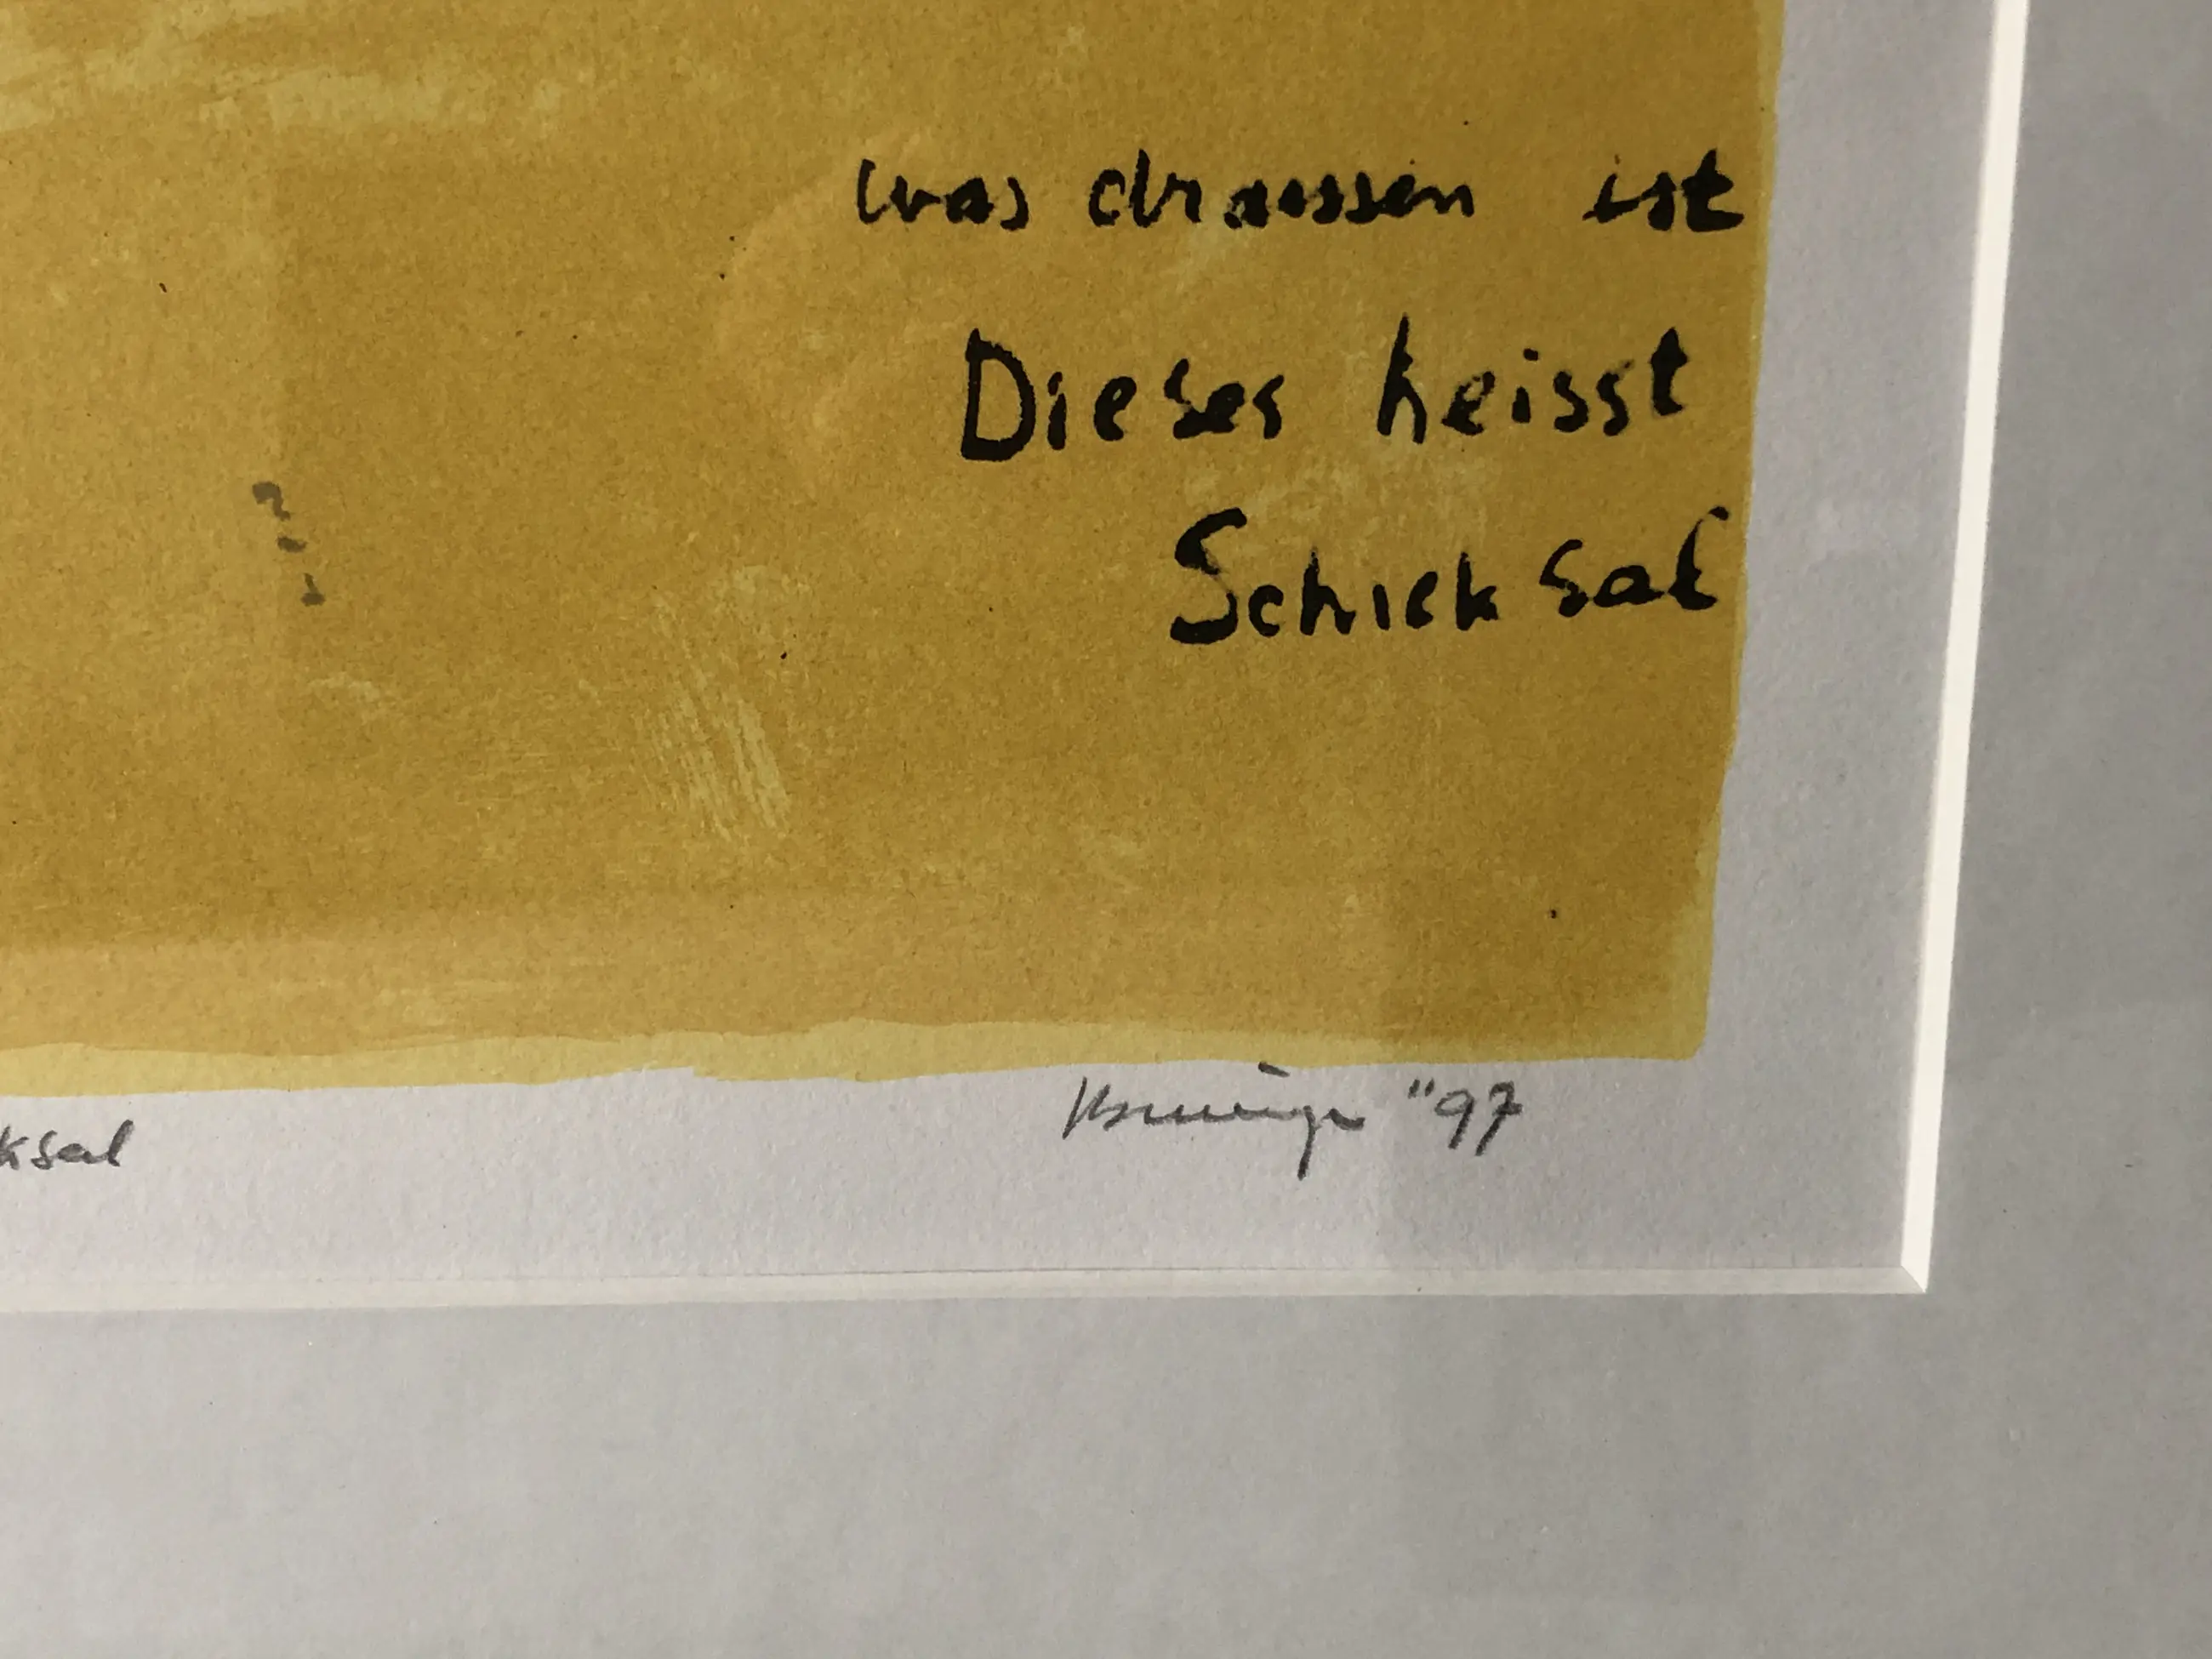 was draussen ist
Dieses heisst
Schicksal
ksal
"97